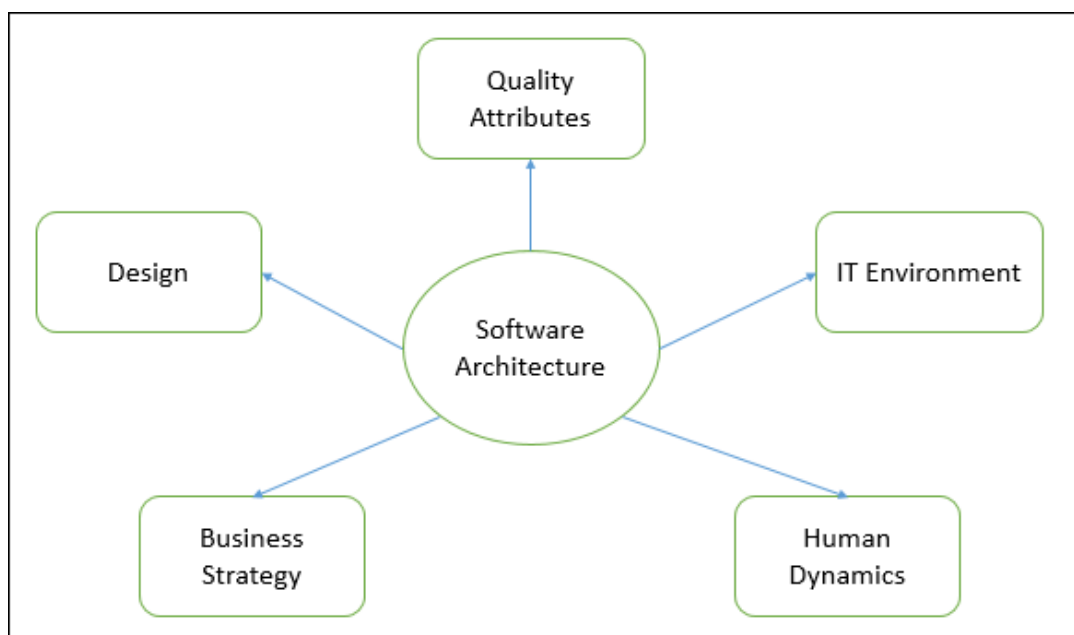 Quality
Attributes
Design
IT Environment
Software
Architecture
Business
Strategy
Human
Dynamics